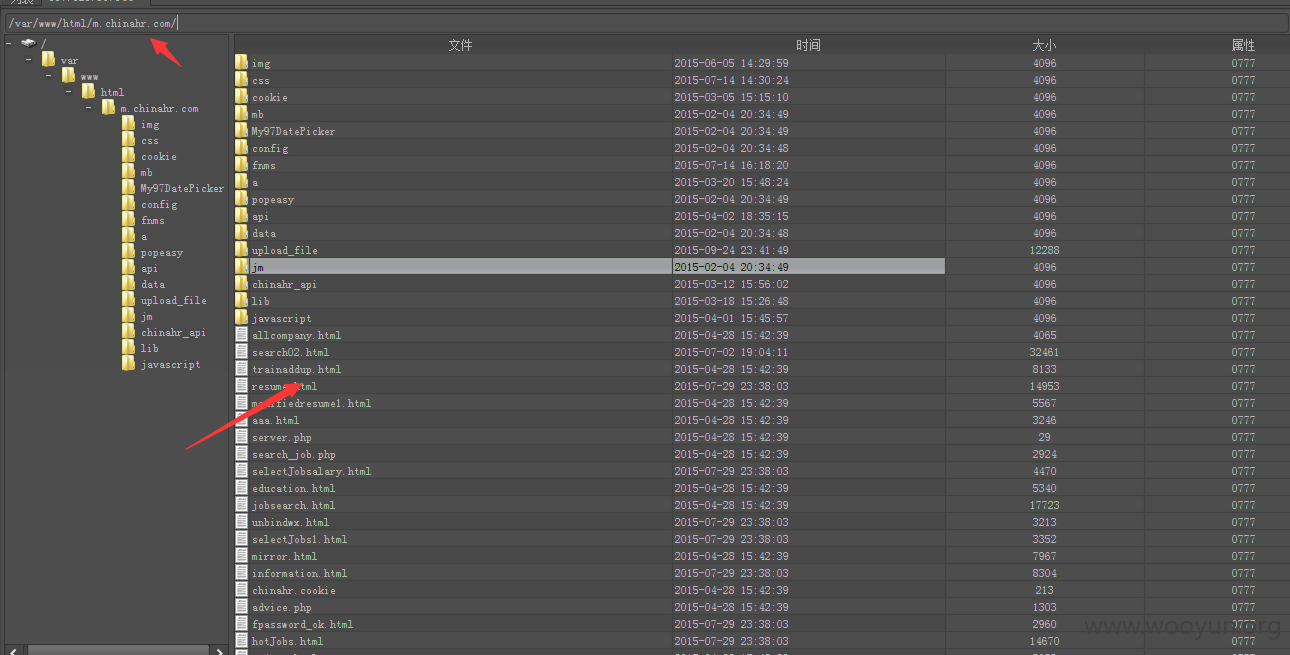 /var/www/html/m.chinahr.com/
/
var
www
html
m.chinahr.com
img
css
cookie
mb
My97DatePicker
config
fnms
a
popeasy
api
data
upload_file
jm
chinahr_api
lib
javascript
文件 时间 大小 属性
img 2015-06-05 14:29:59 4096 0777
css 2015-07-14 14:30:24 4096 0777
cookie 2015-03-05 15:15:10 4096 0777
mb 2015-02-04 20:34:49 4096 0777
My97DatePicker 2015-02-04 20:34:49 4096 0777
config 2015-02-04 20:34:48 4096 0777
fnms 2015-07-14 16:18:20 4096 0777
a 2015-03-20 15:48:24 4096 0777
popeasy 2015-02-04 20:34:49 4096 0777
api 2015-04-02 18:35:15 4096 0777
data 2015-02-04 20:34:48 4096 0777
upload_file 2015-09-24 23:41:49 12288 0777
jm 2015-02-04 20:34:49 4096 0777
chinahr_api 2015-03-12 15:56:02 4096 0777
lib 2015-03-18 15:26:48 4096 0777
javascript 2015-04-01 15:45:57 4096 0777
allcompany.html 2015-04-28 15:42:39 4065 0777
search02.html 2015-07-02 19:04:11 32461 0777
trainaddup.html 2015-04-28 15:42:39 8133 0777
resume.html 2015-07-29 23:38:03 14953 0777
modifiedresume1.html 2015-04-28 15:42:39 5567 0777
aaa.html 2015-04-28 15:42:39 3246 0777
server.php 2015-04-28 15:42:39 29 0777
search_job.php 2015-04-28 15:42:39 2924 0777
selectJobsalary.html 2015-07-29 23:38:03 4470 0777
education.html 2015-04-28 15:42:39 5340 0777
jobsearch.html 2015-04-28 15:42:39 17723 0777
unbindwx.html 2015-07-29 23:38:03 3213 0777
selectJobs1.html 2015-07-29 23:38:03 3352 0777
mirror.html 2015-04-28 15:42:39 7967 0777
information.html 2015-07-29 23:38:03 8304 0777
chinahr.cookie 2015-04-28 15:42:39 213 0777
advice.php 2015-04-28 15:42:39 1303 0777
fpassword_ok.html 2015-07-29 23:38:03 2960 0777
hotJobs.html 2015-07-29 23:38:03 14670 0777
www.wooyun.org